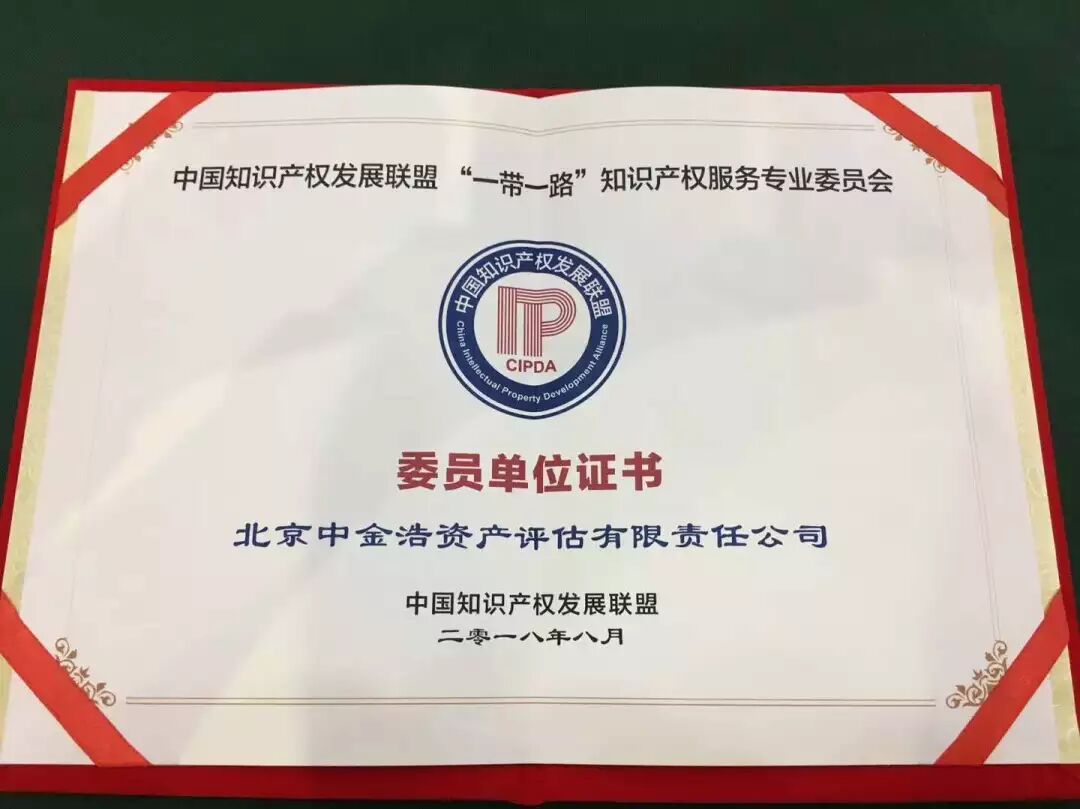 中国知识产权发展联盟 “一带一路”知识产权服务专业委员会
中国知识产权发展联盟
IP
CIPDA
China Intellectual Property Development Alliance
委员单位证书
北京中金浩资产评估有限责任公司
中国知识产权发展联盟
二零一八年八月